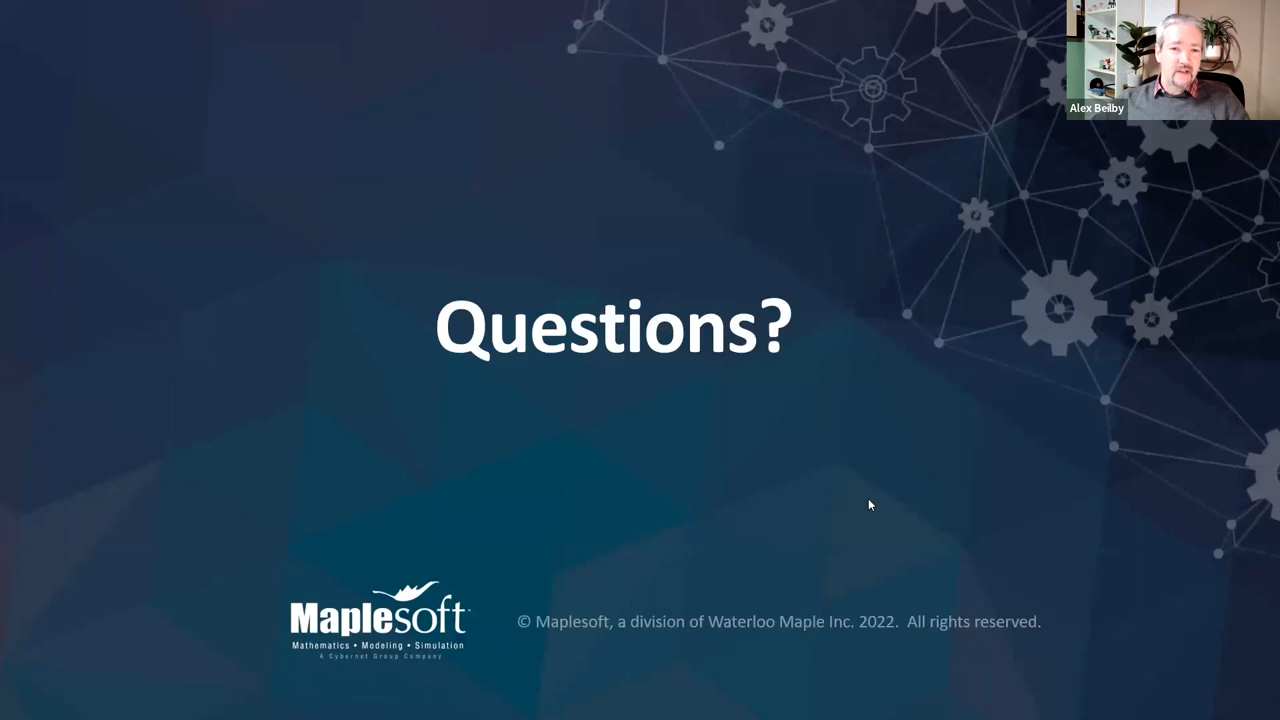 Alex Beilby
Questions?
Maplesoft
Mathematics • Modeling • Simulation
A Cybernet Group Company
© Maplesoft, a division of Waterloo Maple Inc. 2022. All rights reserved.